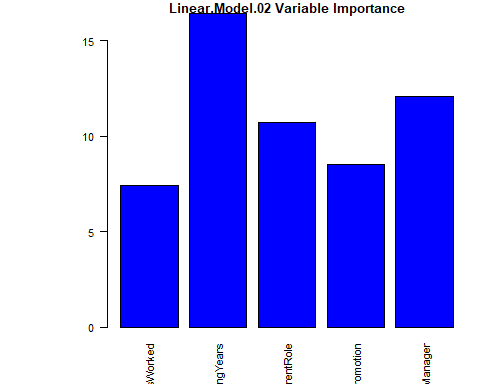 Linear.Model.02 Variable Importance
15
10
5
0
sWorked
ngYears
rentRole
romotion
Manager